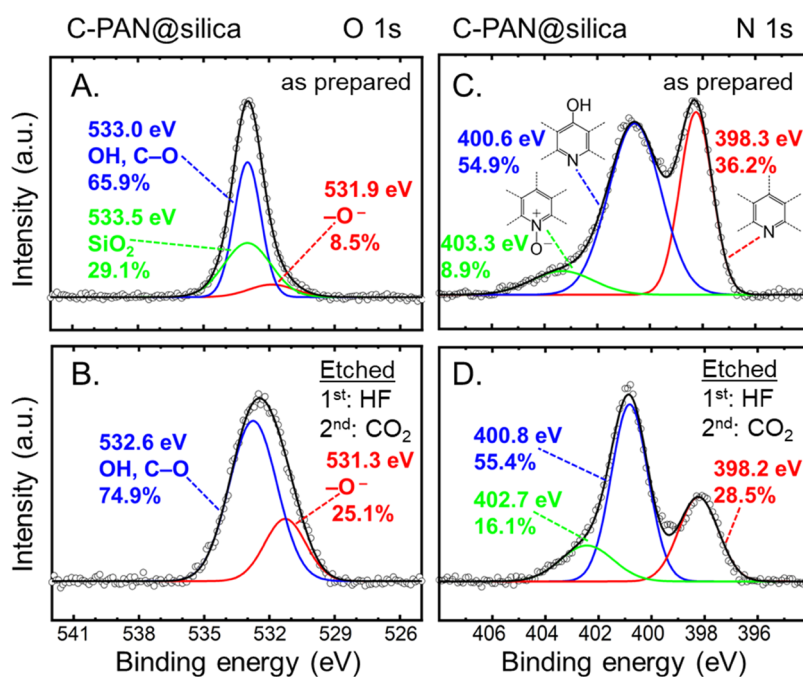 C-PAN@silica O 1s
C-PAN@silica N 1s
Intensity (a.u.)
A.
as prepared
533.0 eV
OH, C–O
65.9%
533.5 eV
SiO₂
29.1%
531.9 eV
–O⁻
8.5%
C.
as prepared
OH
N
400.6 eV
54.9%
N⁺
O⁻
403.3 eV
8.9%
398.3 eV
36.2%
N
Intensity (a.u.)
B.
Etched
1st: HF
2nd: CO₂
532.6 eV
OH, C–O
74.9%
531.3 eV
–O⁻
25.1%
D.
Etched
1st: HF
2nd: CO₂
400.8 eV
55.4%
402.7 eV
16.1%
398.2 eV
28.5%
541 539 537 535 533 531 529 526
406 404 402 400 398 396
Binding energy (eV)
Binding energy (eV)